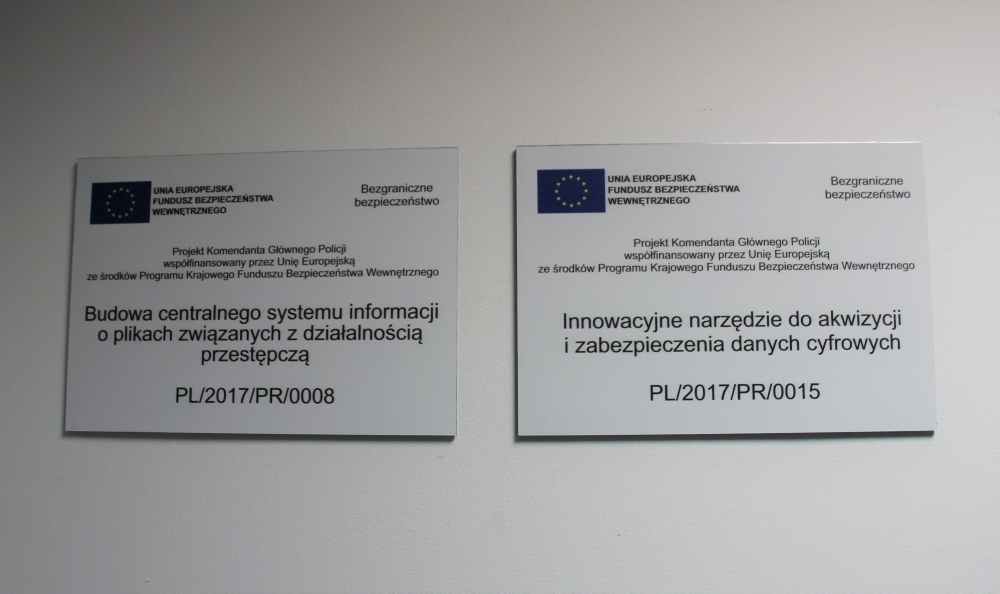 UNIA EUROPEJSKA
FUNDUSZ BEZPIECZEŃSTWA
WEWNĘTRZNEGO
Bezgraniczne
bezpieczeństwo
Projekt Komendanta Głównego Policji
współfinansowany przez Unię Europejską
ze środków Programu Krajowego Funduszu Bezpieczeństwa Wewnętrznego
Budowa centralnego systemu informacji
o plikach związanych z działalnością
przestępczą
PL/2017/PR/0008
UNIA EUROPEJSKA
FUNDUSZ BEZPIECZEŃSTWA
WEWNĘTRZNEGO
Bezgraniczne
bezpieczeństwo
Projekt Komendanta Głównego Policji
współfinansowany przez Unię Europejską
ze środków Programu Krajowego Funduszu Bezpieczeństwa Wewnętrznego
Innowacyjne narzędzie do akwizycji
i zabezpieczenia danych cyfrowych
PL/2017/PR/0015